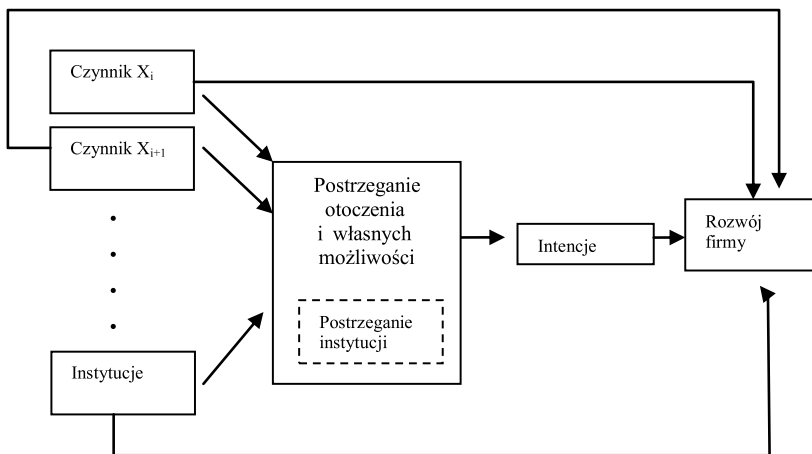 Czynnik Xi
Czynnik Xi+1
Instytucje
Postrzeganie
otoczenia
i własnych
możliwości
Postrzeganie
instytucji
Intencje
Rozwój
firmy